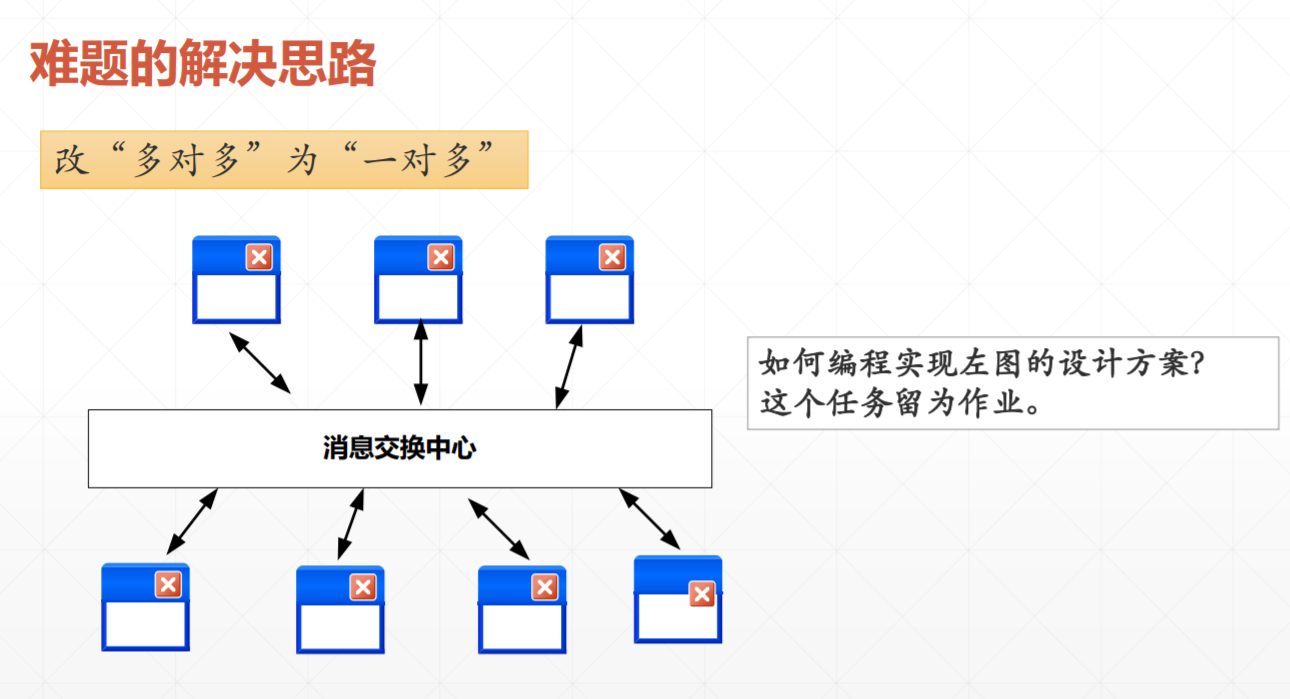 难题的解决思路
改“多对多”为“一对多”
如何编程实现左图的设计方案?
这个任务留为作业。
消息交换中心